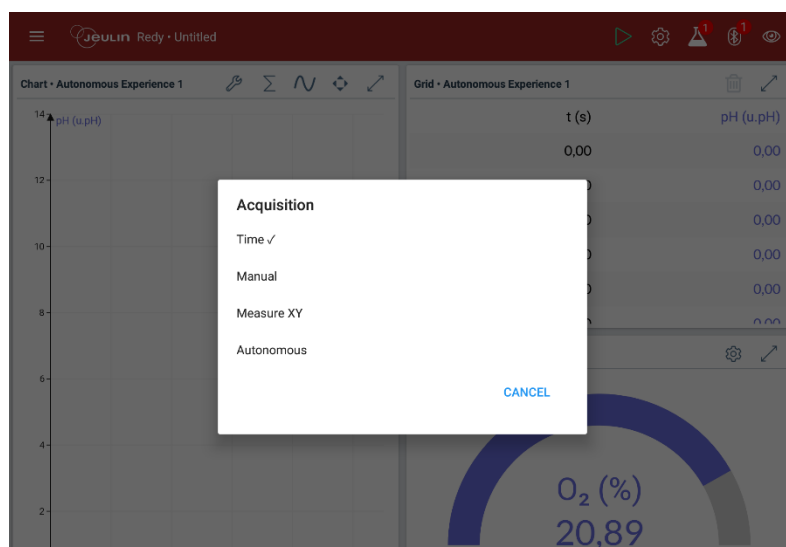 Jeulin Redy • Untitled
1
1
Chart • Autonomous Experience 1
Grid • Autonomous Experience 1
14
pH (u.pH)
t (s)
pH (u.pH)
0,00
0,00
12
0,00
0,00
10
0,00
0,00
8
6
4
2
Acquisition
Time ✓
Manual
Measure XY
Autonomous
CANCEL
O₂ (%)
20,89